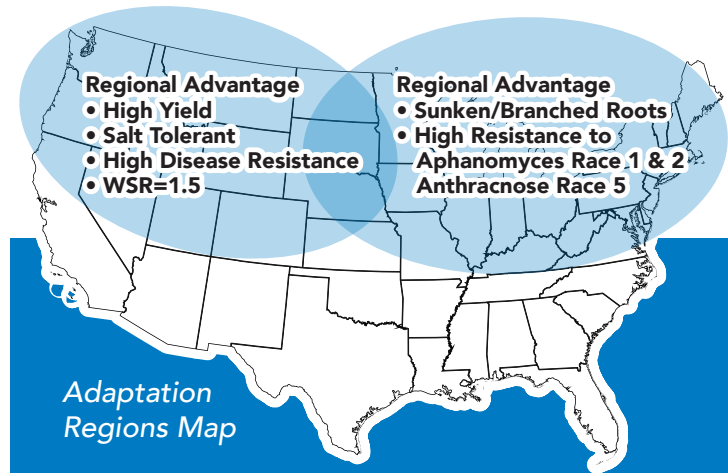 Regional Advantage
• High Yield
• Salt Tolerant
• High Disease Resistance
• WSR=1.5
Regional Advantage
• Sunken/Branched Roots
• High Resistance to
Aphanomyces Race 1 & 2
Anthracnose Race 5
Adaptation
Regions Map